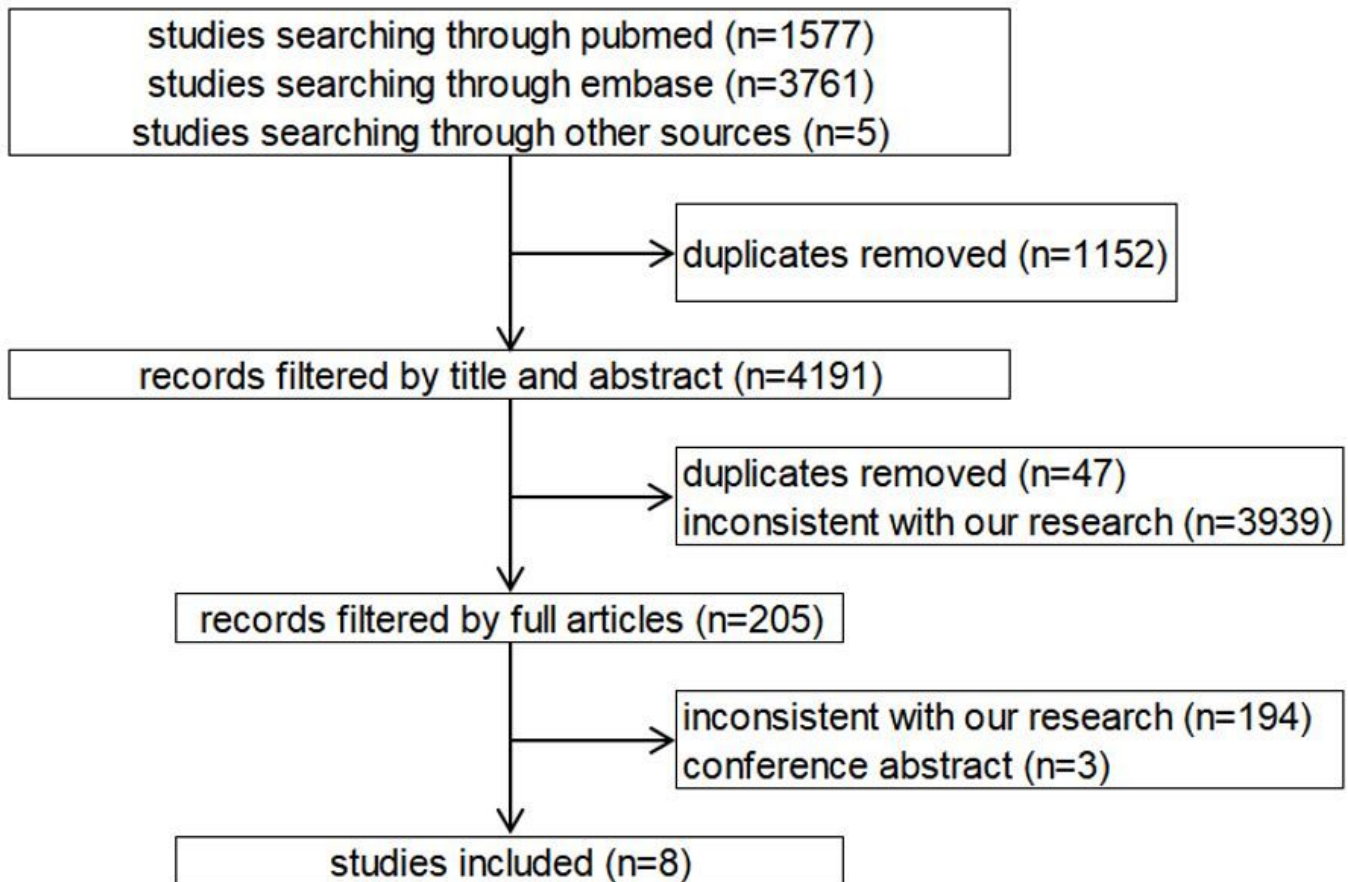 studies searching through pubmed (n=1577)
studies searching through embase (n=3761)
studies searching through other sources (n=5)
duplicates removed (n=1152)
records filtered by title and abstract (n=4191)
duplicates removed (n=47)
inconsistent with our research (n=3939)
records filtered by full articles (n=205)
inconsistent with our research (n=194)
conference abstract (n=3)
studies included (n=8)